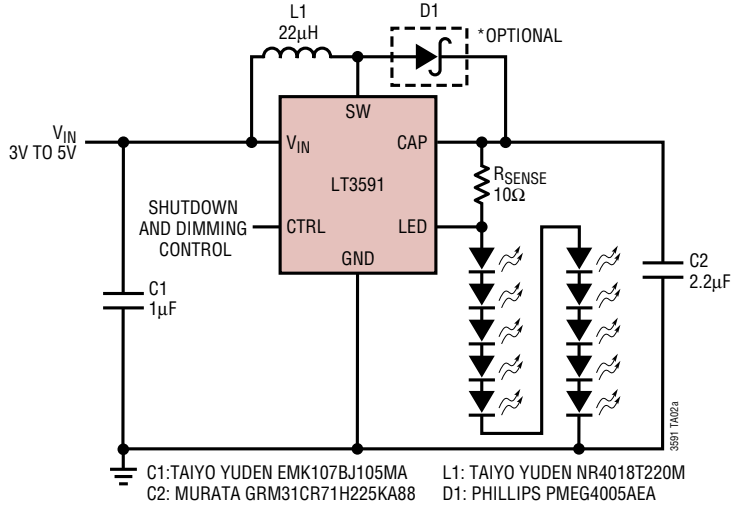 L1
22µH
D1
*OPTIONAL
SW
VIN
3V TO 5V
VIN
CAP
LT3591
RSENSE
10Ω
SHUTDOWN
AND DIMMING
CONTROL
CTRL
LED
GND
C1
1µF
C2
2.2µF
3591 TA02a
C1:TAIYO YUDEN EMK107BJ105MA
C2: MURATA GRM31CR71H225KA88
L1: TAIYO YUDEN NR4018T220M
D1: PHILLIPS PMEG4005AEA